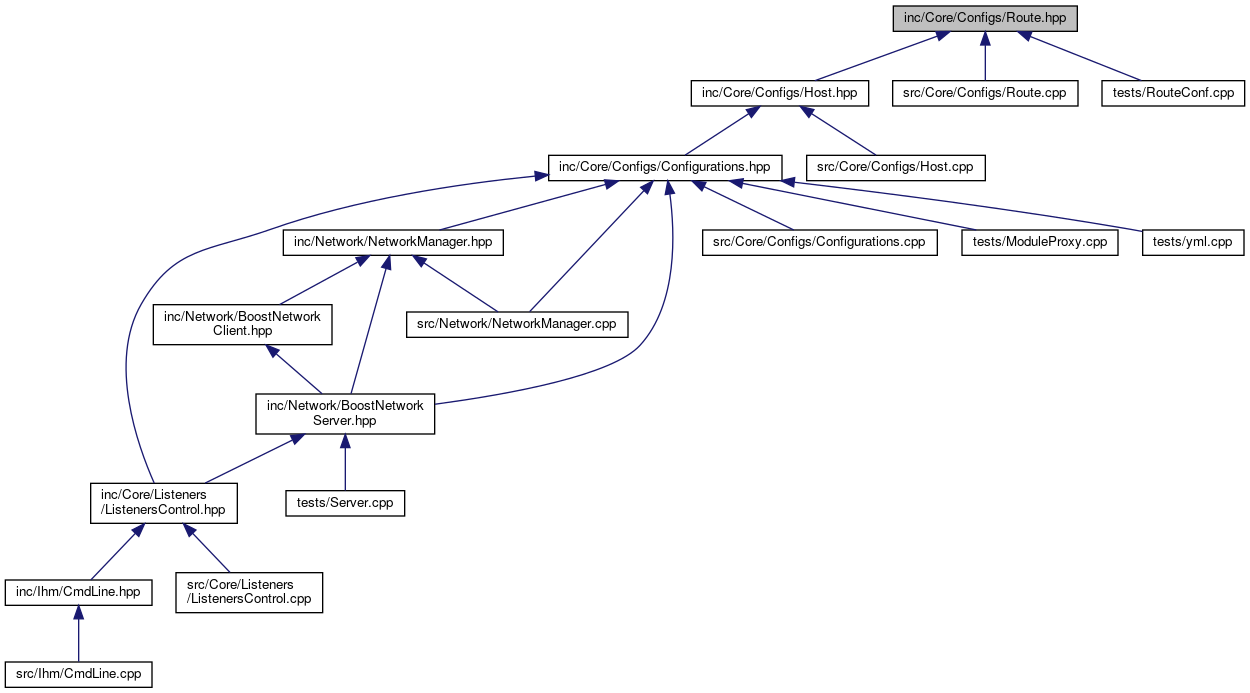 inc/Core/Configs/Route.hpp
inc/Core/Configs/Host.hpp
src/Core/Configs/Route.cpp
tests/RouteConf.cpp
inc/Core/Configs/Configurations.hpp
src/Core/Configs/Host.cpp
inc/Network/NetworkManager.hpp
src/Core/Configs/Configurations.cpp
tests/ModuleProxy.cpp
tests/yml.cpp
inc/Network/BoostNetwork
Client.hpp
src/Network/NetworkManager.cpp
inc/Network/BoostNetwork
Server.hpp
inc/Core/Listeners
/ListenersControl.hpp
tests/Server.cpp
inc/Ihm/CmdLine.hpp
src/Core/Listeners
/ListenersControl.cpp
src/Ihm/CmdLine.cpp